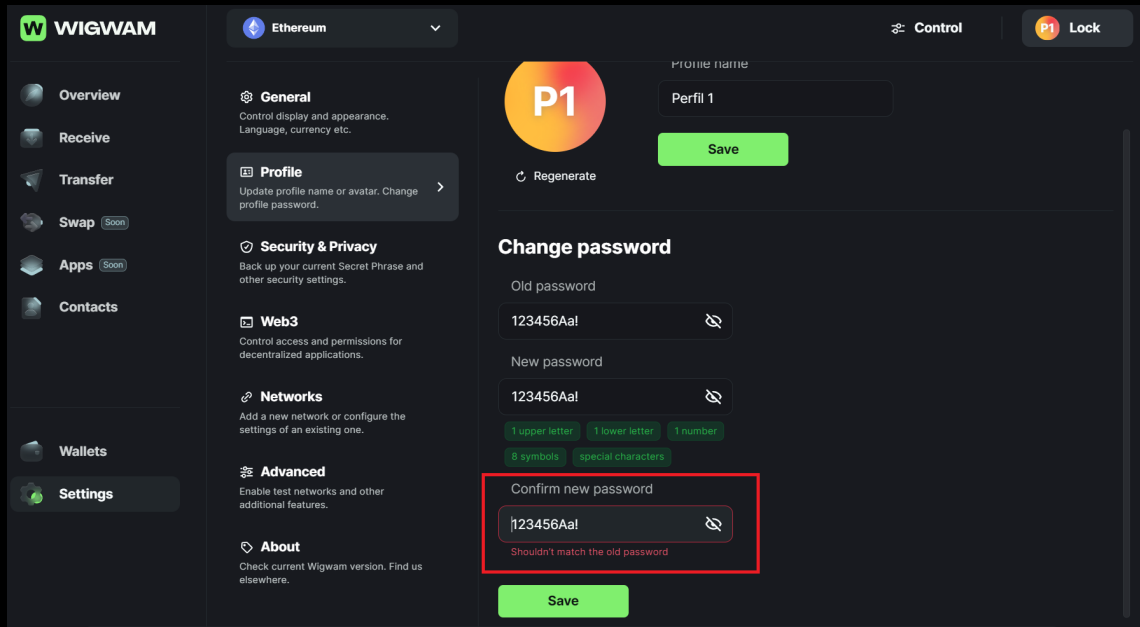 W WIGWAM
Ethereum
Control
P1 Lock
Overview
Receive
Transfer
Swap Soon
Apps Soon
Contacts
Wallets
Settings
General
Control display and appearance.
Language, currency etc.
Profile
Update profile name or avatar. Change
profile password.
Security & Privacy
Back up your current Secret Phrase and
other security settings.
Web3
Control access and permissions for
decentralized applications.
Networks
Add a new network or configure the
settings of an existing one.
Advanced
Enable test networks and other
additional features.
About
Check current Wigwam version. Find us
elsewhere.
P1
Regenerate
Profile name
Perfil 1
Save
Change password
Old password
123456Aa!
New password
123456Aa!
1 upper letter 1 lower letter 1 number
8 symbols special characters
Confirm new password
123456Aa!
Shouldn't match the old password
Save